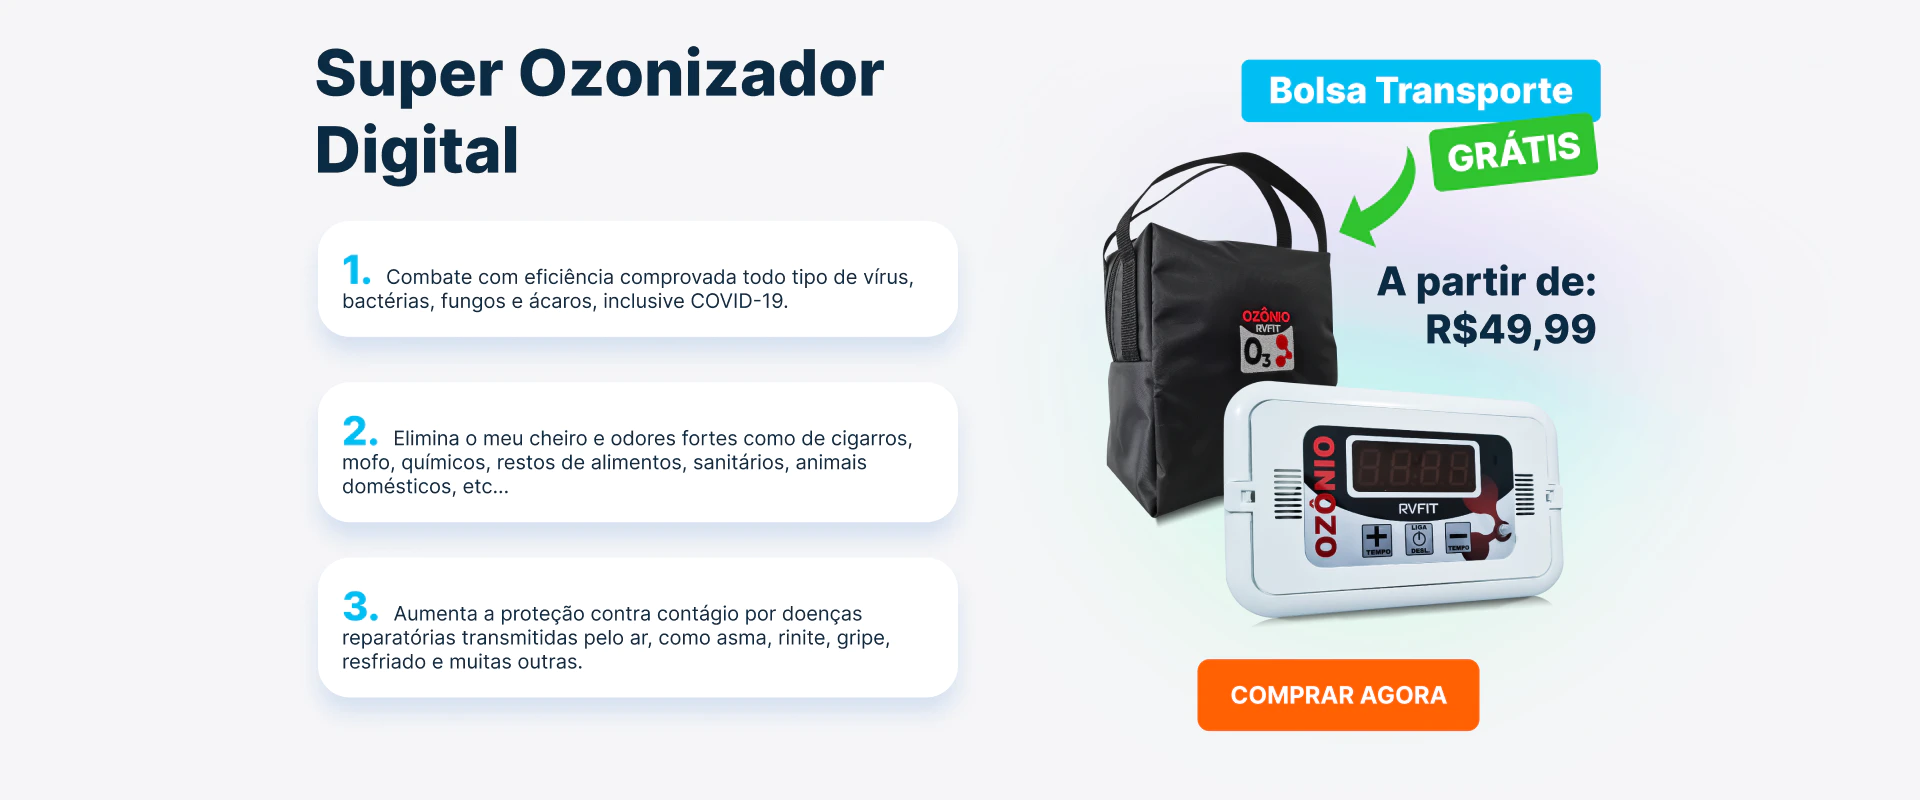 Super Ozonizador
Digital
1. Combate com eficiência comprovada todo tipo de vírus,
bactérias, fungos e ácaros, inclusive COVID-19.
2. Elimina o meu cheiro e odores fortes como de cigarros,
mofo, químicos, restos de alimentos, sanitários, animais
domésticos, etc...
3. Aumenta a proteção contra contágio por doenças
reparatórias transmitidas pelo ar, como asma, rinite, gripe,
resfriado e muitas outras.
Bolsa Transporte
GRÁTIS
A partir de:
R$49,99
OZÔNIO
RVFIT
O3
OZÔNIO
88:88
RVFIT
+ TEMPO
LIGA
DESL.
− TEMPO
COMPRAR AGORA